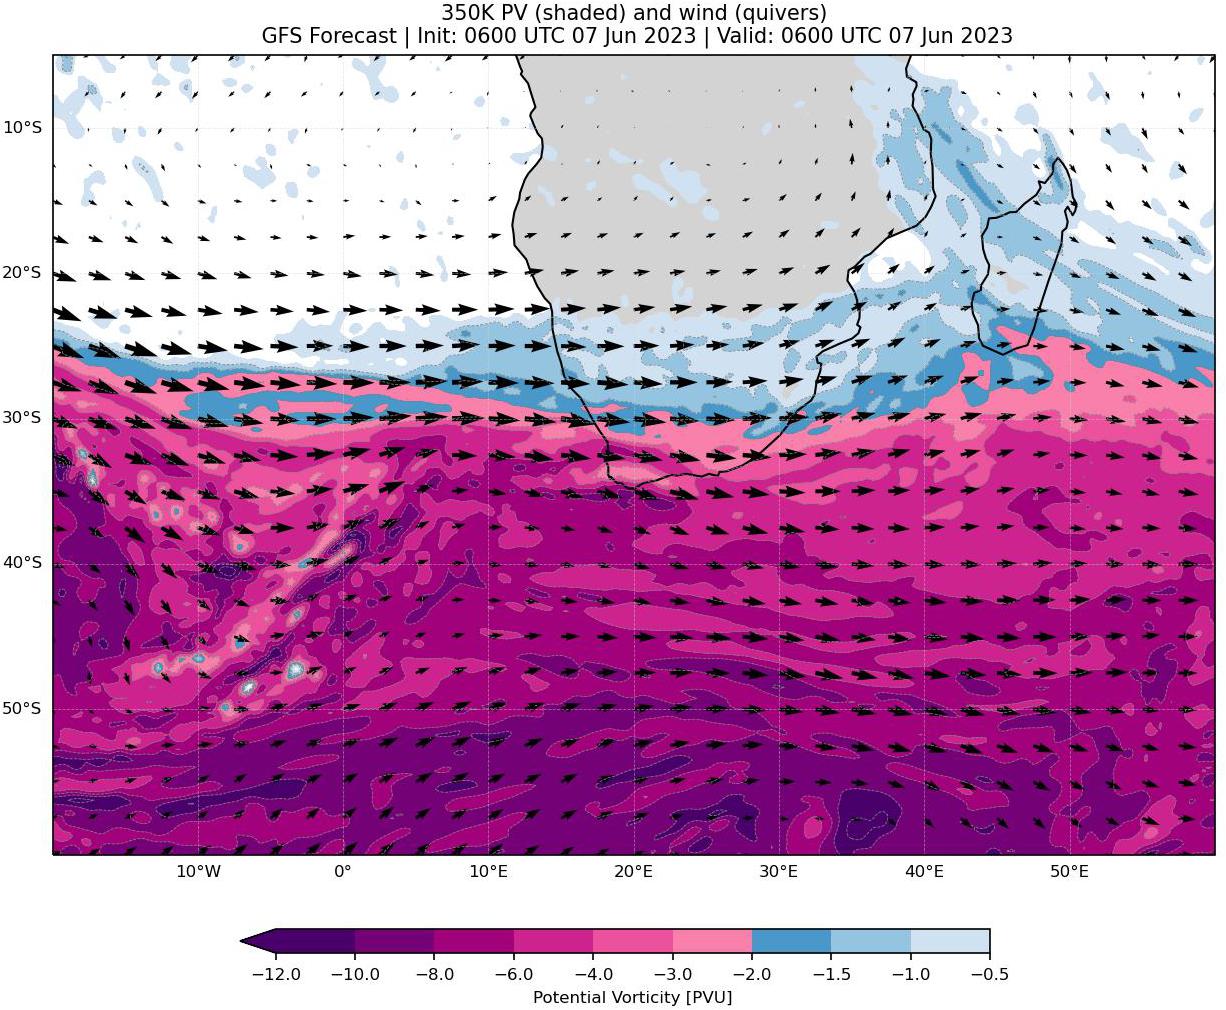 350K PV (shaded) and wind (quivers)
GFS Forecast | Init: 0600 UTC 07 Jun 2023 | Valid: 0600 UTC 07 Jun 2023
10°S
20°S
30°S
40°S
50°S
10°W 0° 10°E 20°E 30°E 40°E 50°E
−12.0 −10.0 −8.0 −6.0 −4.0 −3.0 −2.0 −1.5 −1.0 −0.5
Potential Vorticity [PVU]